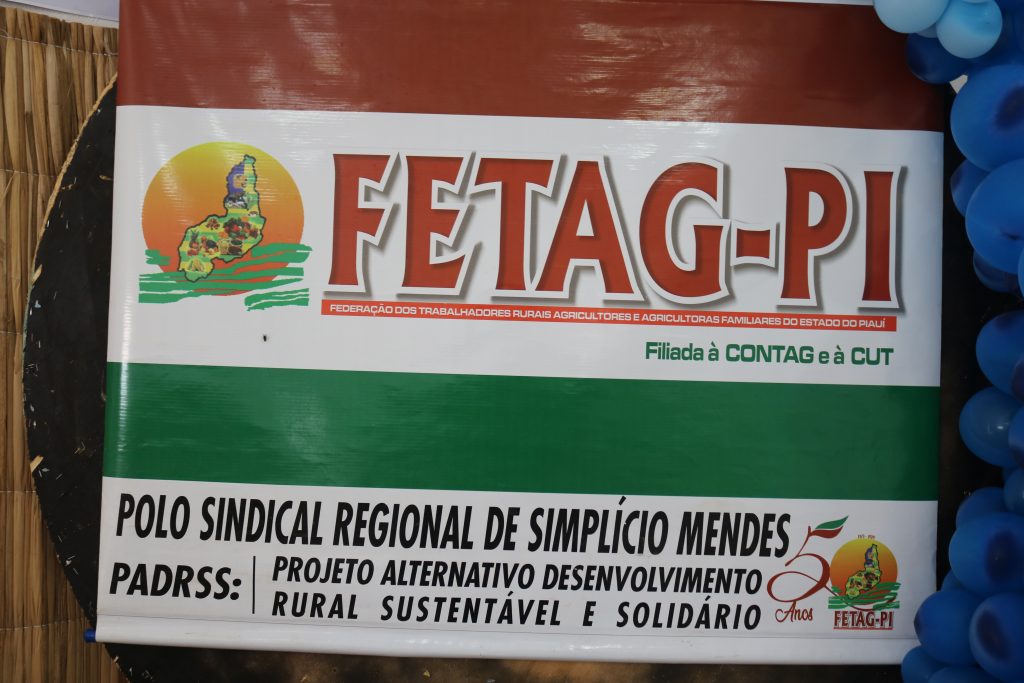 FETAG-PI
FEDERAÇÃO DOS TRABALHADORES RURAIS AGRICULTORES E AGRICULTORAS FAMILIARES DO ESTADO DO PIAUÍ
Filiada à CONTAG e à CUT
POLO SINDICAL REGIONAL DE SIMPLÍCIO MENDES
PADRSS:
PROJETO ALTERNATIVO DESENVOLVIMENTO
RURAL SUSTENTÁVEL E SOLIDÁRIO
50
Anos
FETAG-PI